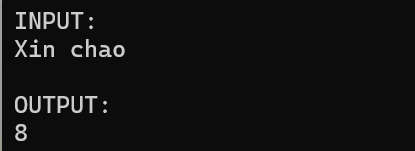 INPUT:
Xin chao
OUTPUT:
8